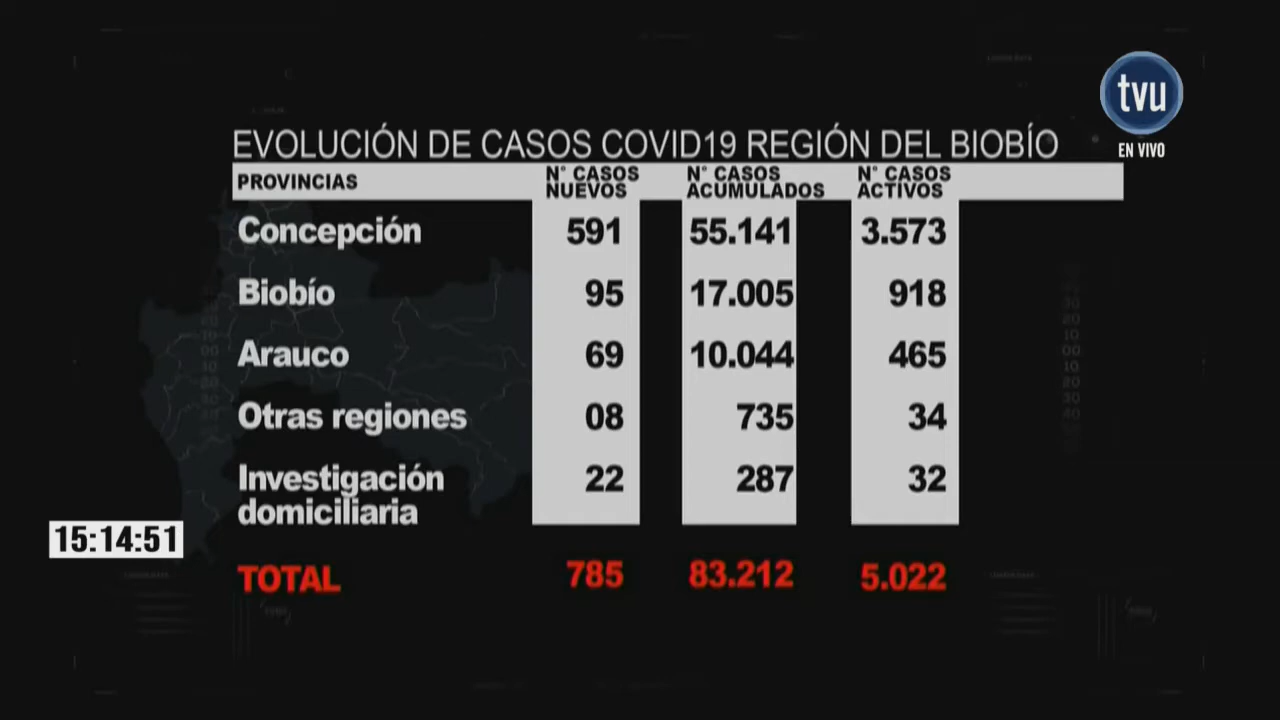 tvu
EN VIVO
EVOLUCIÓN DE CASOS COVID19 REGIÓN DEL BIOBÍO
PROVINCIAS N° CASOS NUEVOS N° CASOS ACUMULADOS N° CASOS ACTIVOS
Concepción 591 55.141 3.573
Biobío 95 17.005 918
Arauco 69 10.044 465
Otras regiones 08 735 34
Investigación 22 287 32
domiciliaria
15:14:51
TOTAL 785 83.212 5.022